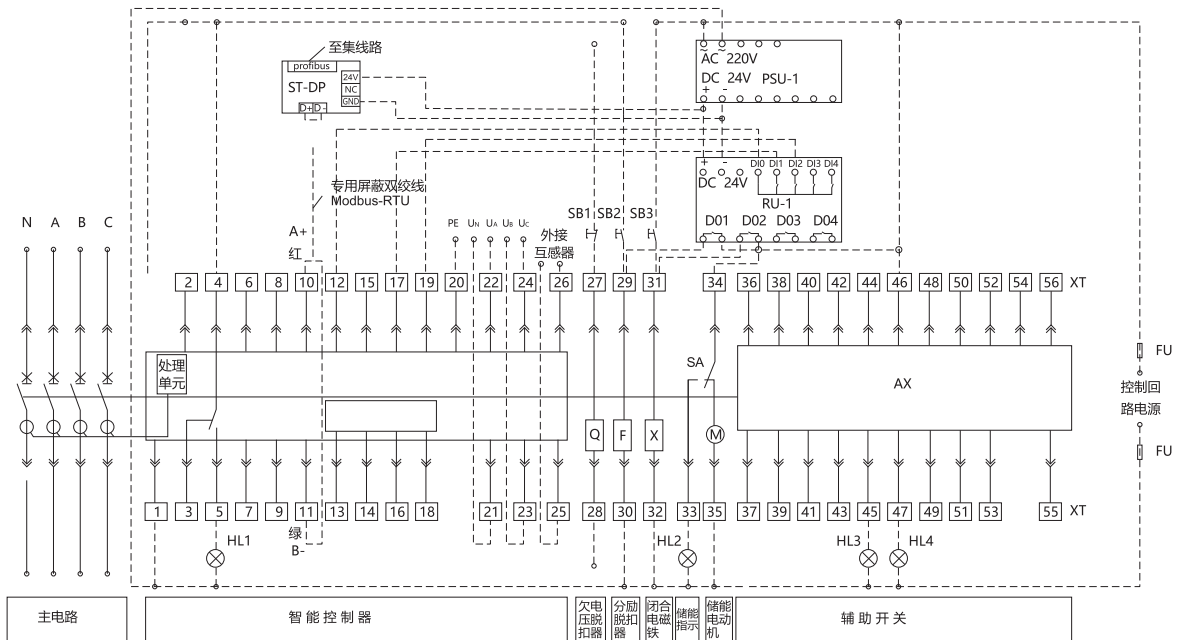 至集线路
profibus
ST-DP
24V
NC
GND
D+ D-
~ ~
AC 220V
DC 24V PSU-1
+ -
+ - DI0 DI1 DI2 DI3 DI4
DC 24V
RU-1
D01 D02 D03 D04
专用屏蔽双绞线
Modbus-RTU
N A B C
A+
红
PE UN UA UB UC
外接
互感器
SB1 SB2 SB3
2 4 6 8 10 12 15 17 19 20 22 24 26 27 29 31 34 36 38 40 42 44 46 48 50 52 54 56 XT
处理
单元
SA
AX
FU
控制回
路电源
FU
Q F X M
1 3 5 7 9 11 13 14 16 18 21 23 25 28 30 32 33 35 37 39 41 43 45 47 49 51 53 55 XT
绿
B-
HL1 HL2 HL3 HL4
主电路
智能控制器
欠电
压脱
扣器
分励
脱扣
器
闭合
电磁
铁
储能
指示
储能
电动
机
辅助开关